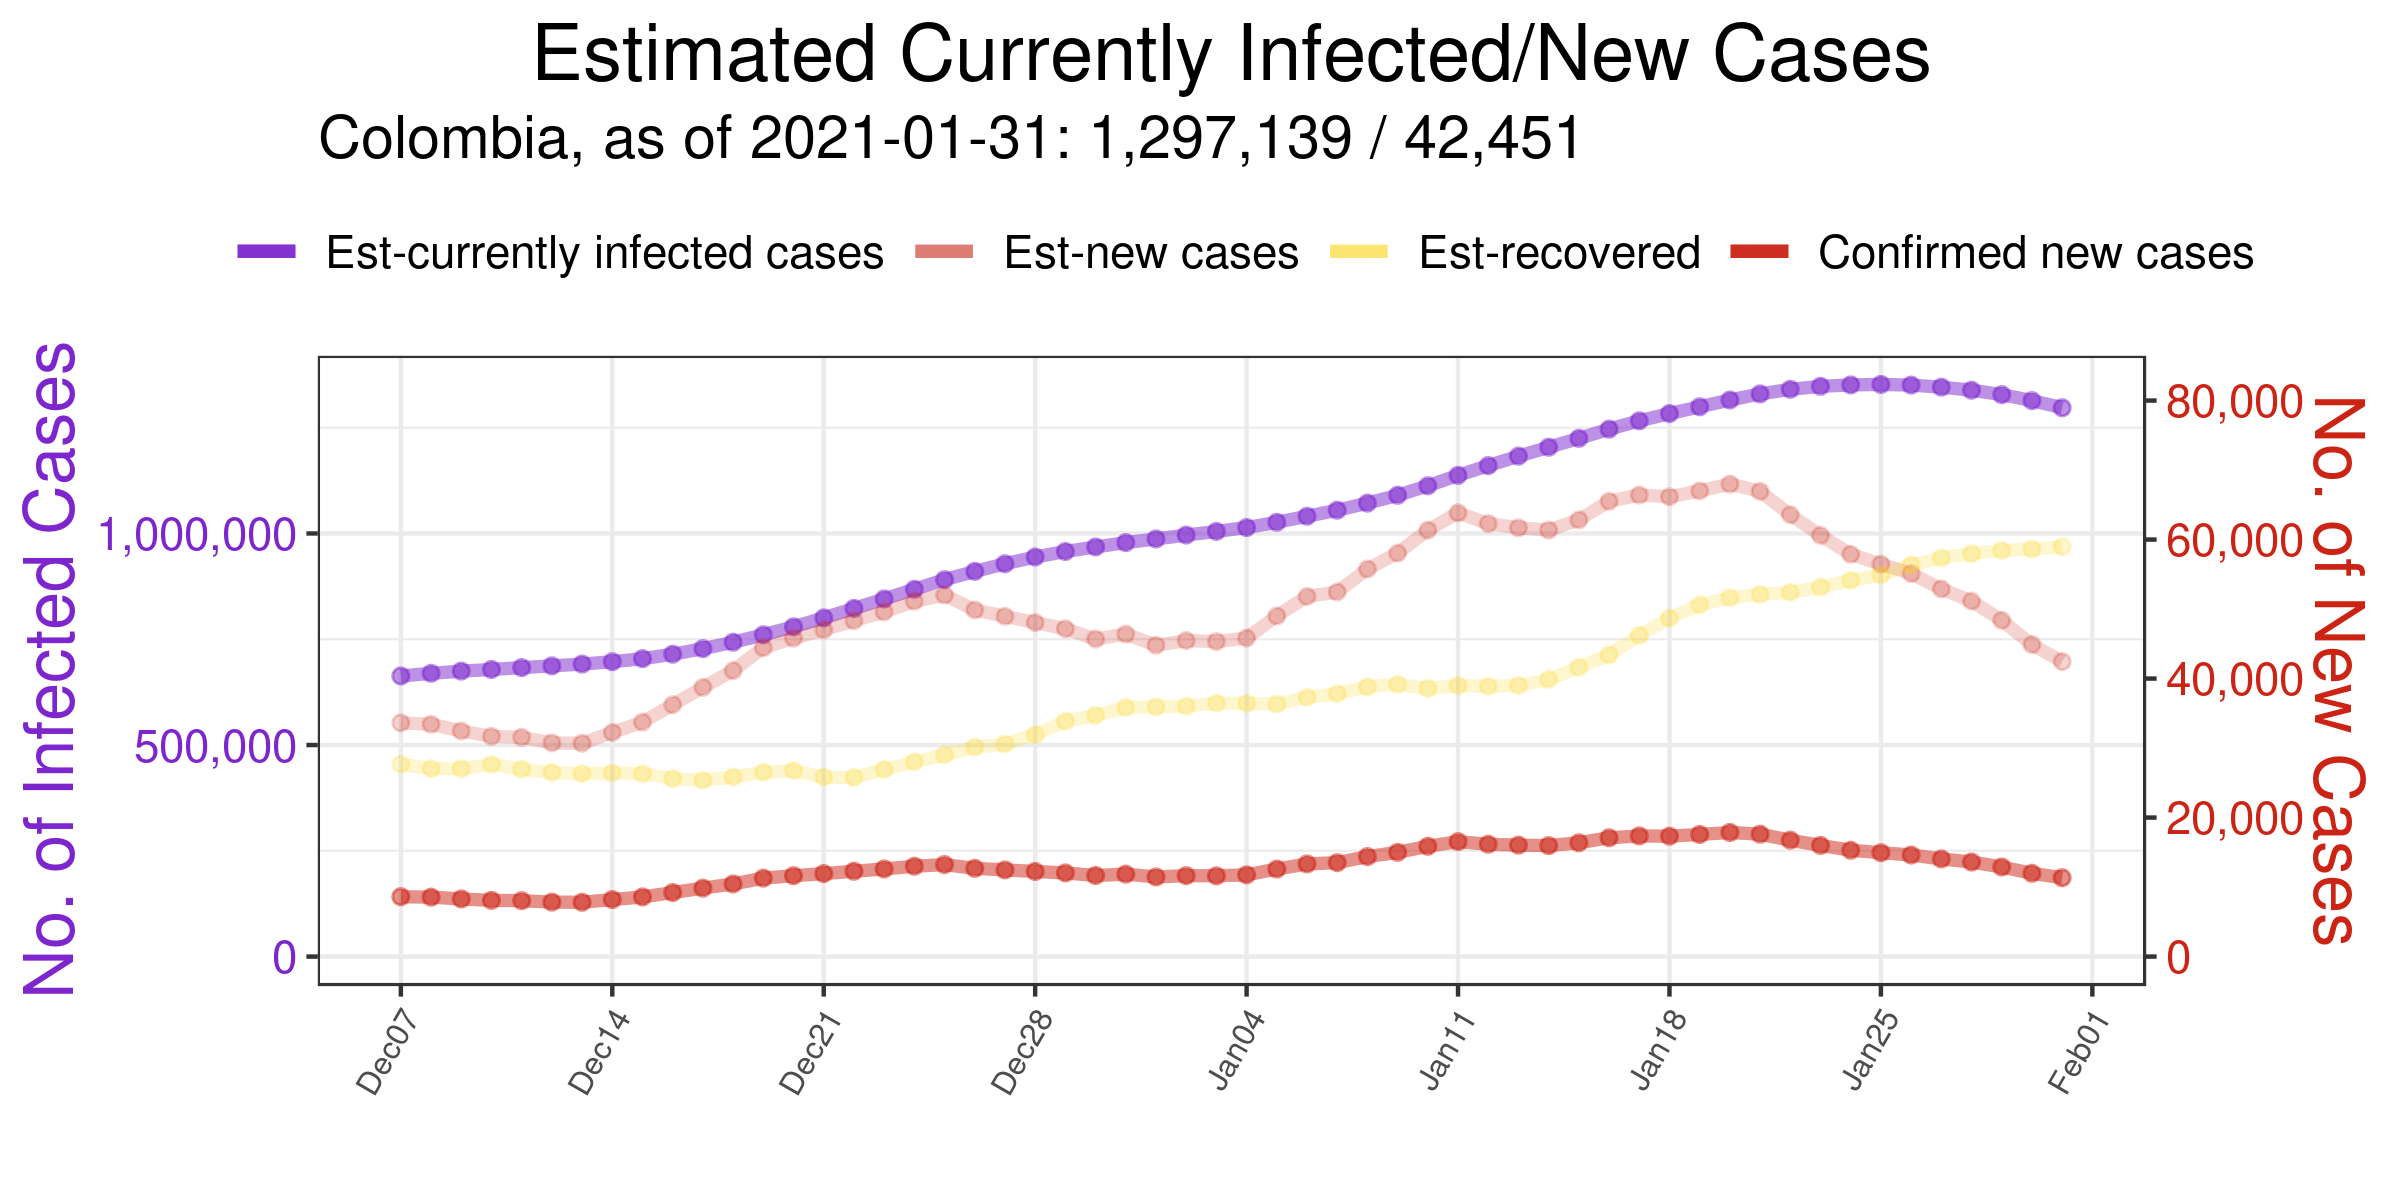 Estimated Currently Infected/New Cases
Colombia, as of 2021-01-31: 1,297,139 / 42,451
Est-currently infected cases Est-new cases Est-recovered Confirmed new cases
No. of Infected Cases
1,000,000
500,000
0
80,000
60,000
40,000
20,000
0
No. of New Cases
Dec07 Dec14 Dec21 Dec28 Jan04 Jan11 Jan18 Jan25 Feb01